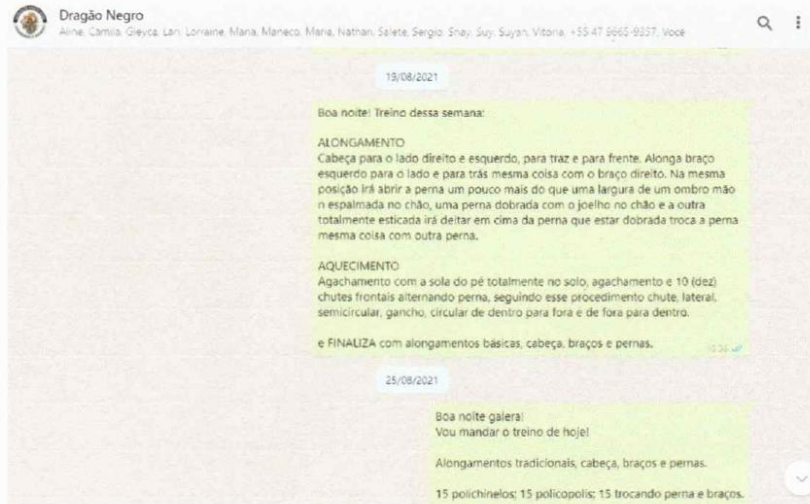 Dragão Negro
Aline, Camila, Gleyca, Lari, Lorraine, Maria, Maneco, Maria, Nathan, Salete, Sergio, Snay, Suy, Suyan, Vitória, +55 47 9665-9357, Você
19/08/2021
Boa noite! Treino dessa semana:
ALONGAMENTO
Cabeça para o lado direito e esquerdo, para traz e para frente. Alonga braço
esquerdo para o lado e para trás mesma coisa com o braço direito. Na mesma
posição irá abrir a perna um pouco mais do que uma largura de um ombro mão
n espalmada no chão, uma perna dobrada com o joelho no chão e a outra
totalmente esticada irá deitar em cima da perna que estar dobrada troca a perna
mesma coisa com outra perna.
AQUECIMENTO
Agachamento com a sola do pé totalmente no solo, agachamento e 10 (dez)
chutes frontais alternando perna, seguindo esse procedimento chute, lateral,
semicircular, gancho, circular de dentro para fora e de fora para dentro.
e FINALIZA com alongamentos básicas, cabeça, braços e pernas.
25/08/2021
Boa noite galera!
Vou mandar o treino de hoje!
Alongamentos tradicionais, cabeça, braços e pernas.
15 polichinelos; 15 policopolis; 15 trocando perna e braços.